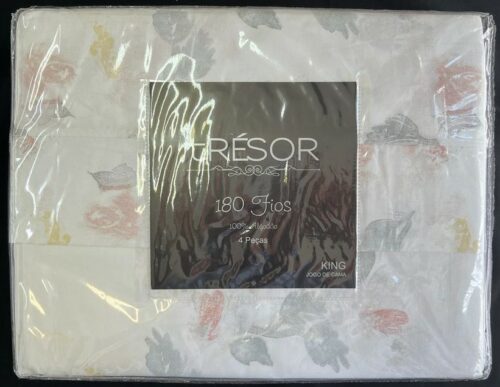 tRÉSOR
180 Fios
100% Algodão
4 Peças
KING
JOGO DE CAMA